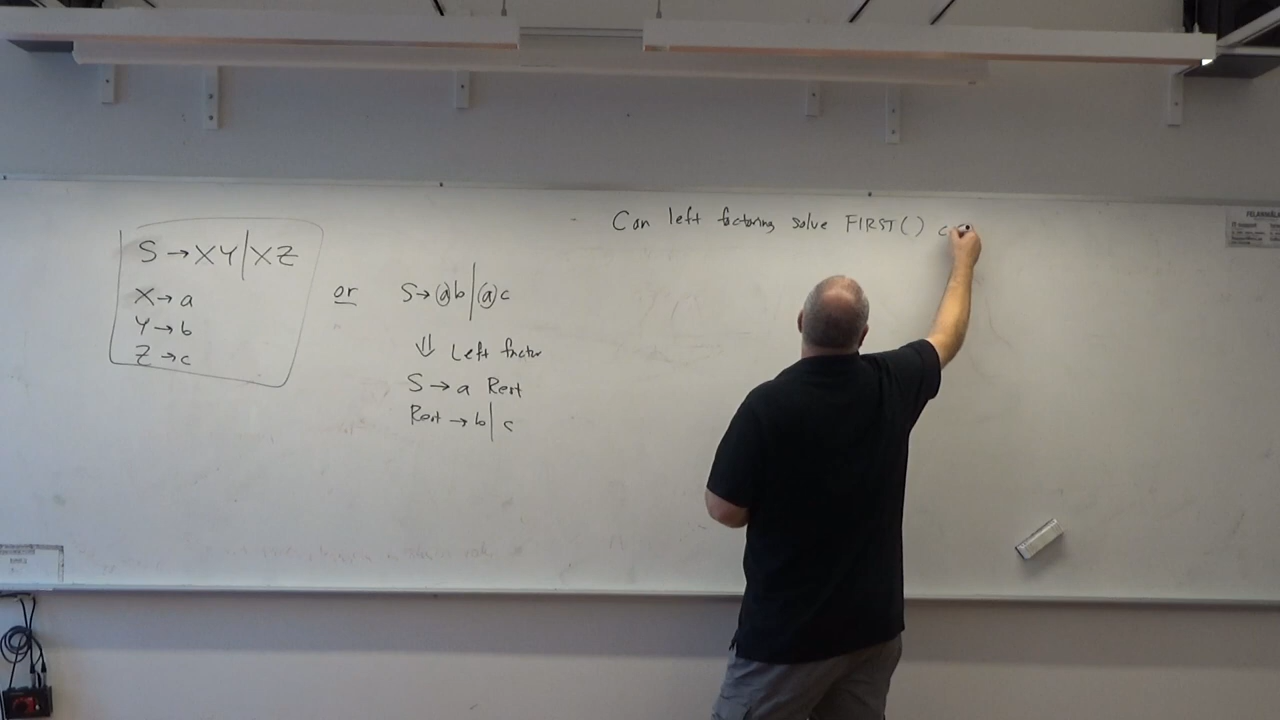 S → XY | XZ
X → a
Y → b
Z → c
or
S → ab | ac
⇓ Left factor
S → a Rest
Rest → b | c
Can left factoring solve FIRST() c